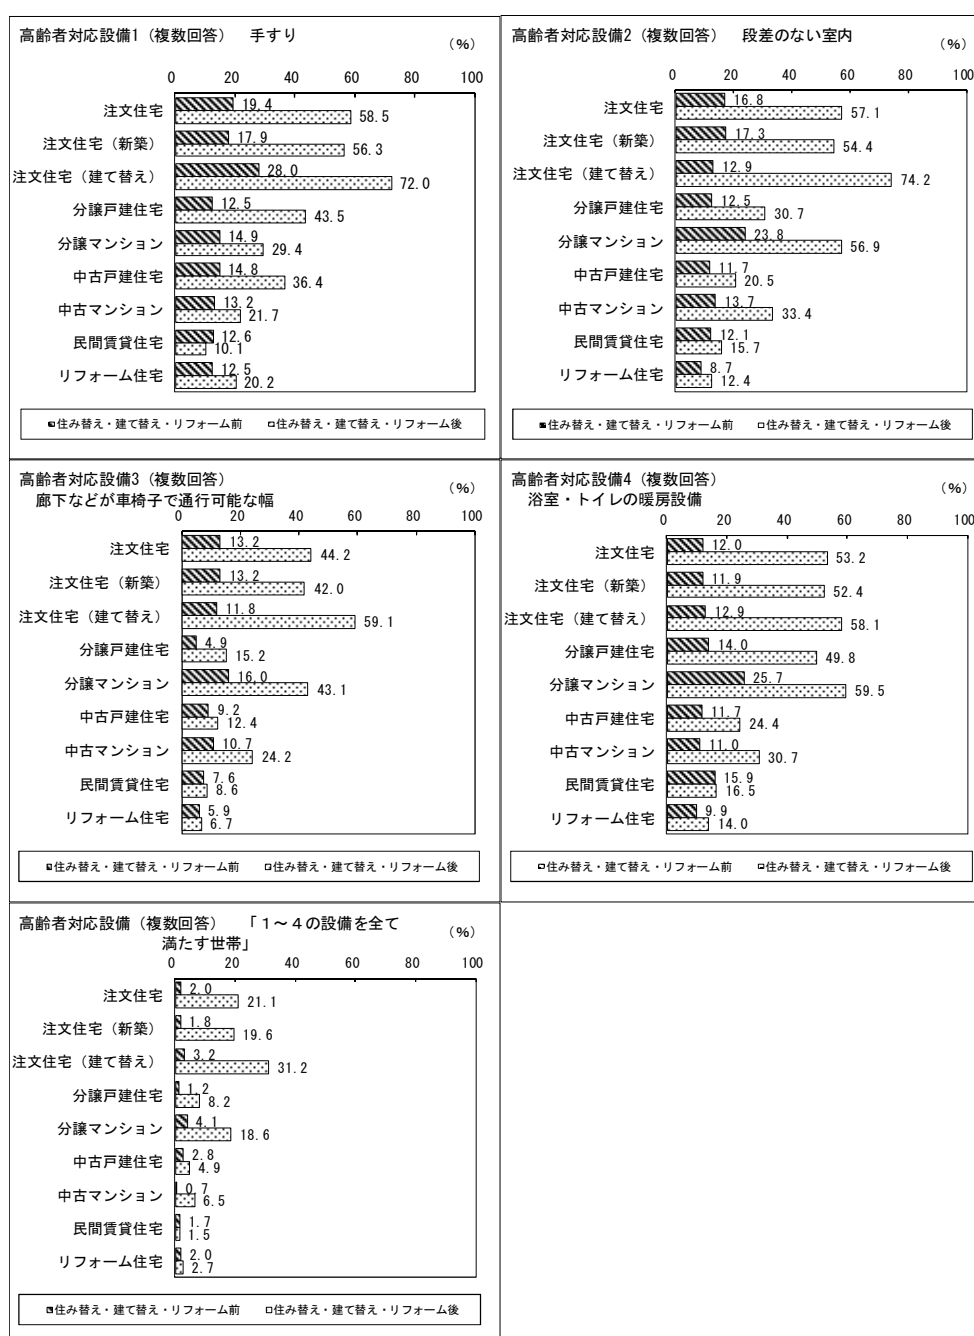 高齢者対応設備1（複数回答）　手すり
（％）
0 20 40 60 80 100
注文住宅 19.4 58.5
注文住宅（新築） 17.9 56.3
注文住宅（建て替え） 28.0 72.0
分譲戸建住宅 12.5 43.5
分譲マンション 14.9 29.4
中古戸建住宅 14.8 36.4
中古マンション 13.2 21.7
民間賃貸住宅 12.6 10.1
リフォーム住宅 12.5 20.2
住み替え・建て替え・リフォーム前 住み替え・建て替え・リフォーム後
高齢者対応設備2（複数回答）　段差のない室内
（％）
0 20 40 60 80 100
注文住宅 16.8 57.1
注文住宅（新築） 17.3 54.4
注文住宅（建て替え） 12.9 74.2
分譲戸建住宅 12.5 30.7
分譲マンション 23.8 56.9
中古戸建住宅 11.7 20.5
中古マンション 13.7 33.4
民間賃貸住宅 12.1 15.7
リフォーム住宅 8.7 12.4
住み替え・建て替え・リフォーム前 住み替え・建て替え・リフォーム後
高齢者対応設備3（複数回答）
廊下などが車椅子で通行可能な幅
（％）
0 20 40 60 80 100
注文住宅 13.2 44.2
注文住宅（新築） 13.2 42.0
注文住宅（建て替え） 11.8 59.1
分譲戸建住宅 4.9 15.2
分譲マンション 16.0 43.1
中古戸建住宅 9.2 12.4
中古マンション 10.7 24.2
民間賃貸住宅 7.6 8.6
リフォーム住宅 5.9 6.7
住み替え・建て替え・リフォーム前 住み替え・建て替え・リフォーム後
高齢者対応設備4（複数回答）
浴室・トイレの暖房設備
（％）
0 20 40 60 80 100
注文住宅 12.0 53.2
注文住宅（新築） 11.9 52.4
注文住宅（建て替え） 12.9 58.1
分譲戸建住宅 14.0 49.8
分譲マンション 25.7 59.5
中古戸建住宅 11.7 24.4
中古マンション 11.0 30.7
民間賃貸住宅 15.9 16.5
リフォーム住宅 9.9 14.0
住み替え・建て替え・リフォーム前 住み替え・建て替え・リフォーム後
高齢者対応設備（複数回答）　「１～４の設備を全て
満たす世帯」
（％）
0 20 40 60 80 100
注文住宅 2.0 21.1
注文住宅（新築） 1.8 19.6
注文住宅（建て替え） 3.2 31.2
分譲戸建住宅 1.2 8.2
分譲マンション 4.1 18.6
中古戸建住宅 2.8 4.9
中古マンション 0.7 6.5
民間賃貸住宅 1.7 1.5
リフォーム住宅 2.0 2.7
住み替え・建て替え・リフォーム前 住み替え・建て替え・リフォーム後